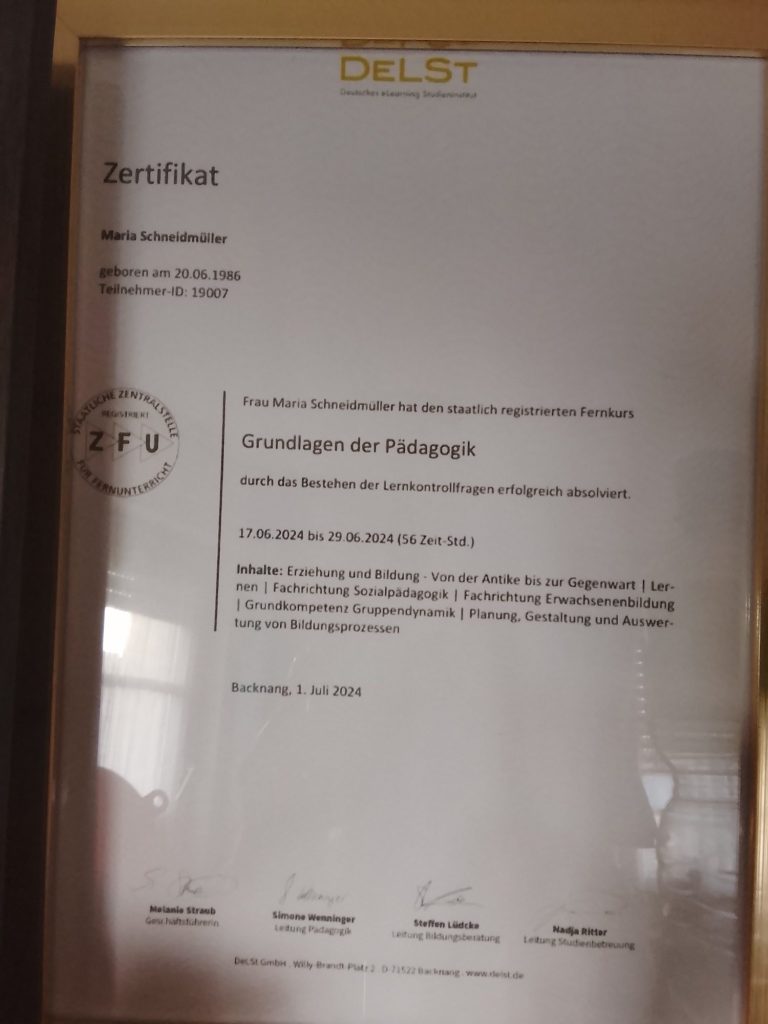 DELST
Deutsches eLearning Studieninstitut
Zertifikat
Maria Schneidmüller
geboren am 20.06.1986
Teilnehmer-ID: 19007
STAATLICHE ZENTRALSTELLE
REGISTRIERT
ZFU
FÜR FERNUNTERRICHT
Frau Maria Schneidmüller hat den staatlich registrierten Fernkurs
Grundlagen der Pädagogik
durch das Bestehen der Lernkontrollfragen erfolgreich absolviert.
17.06.2024 bis 29.06.2024 (56 Zeit-Std.)
Inhalte: Erziehung und Bildung - Von der Antike bis zur Gegenwart | Ler-
nen | Fachrichtung Sozialpädagogik | Fachrichtung Erwachsenenbildung
| Grundkompetenz Gruppendynamik | Planung, Gestaltung und Auswer-
tung von Bildungsprozessen
Backnang, 1. Juli 2024
Melanie Straub
Geschäftsführerin
Simone Wenninger
Leitung Pädagogik
Steffen Lüdcke
Leitung Bildungsberatung
Nadja Ritter
Leitung Studienbetreuung
DeLSt GmbH . Willy-Brandt-Platz 2 . D-71522 Backnang . www.delst.de